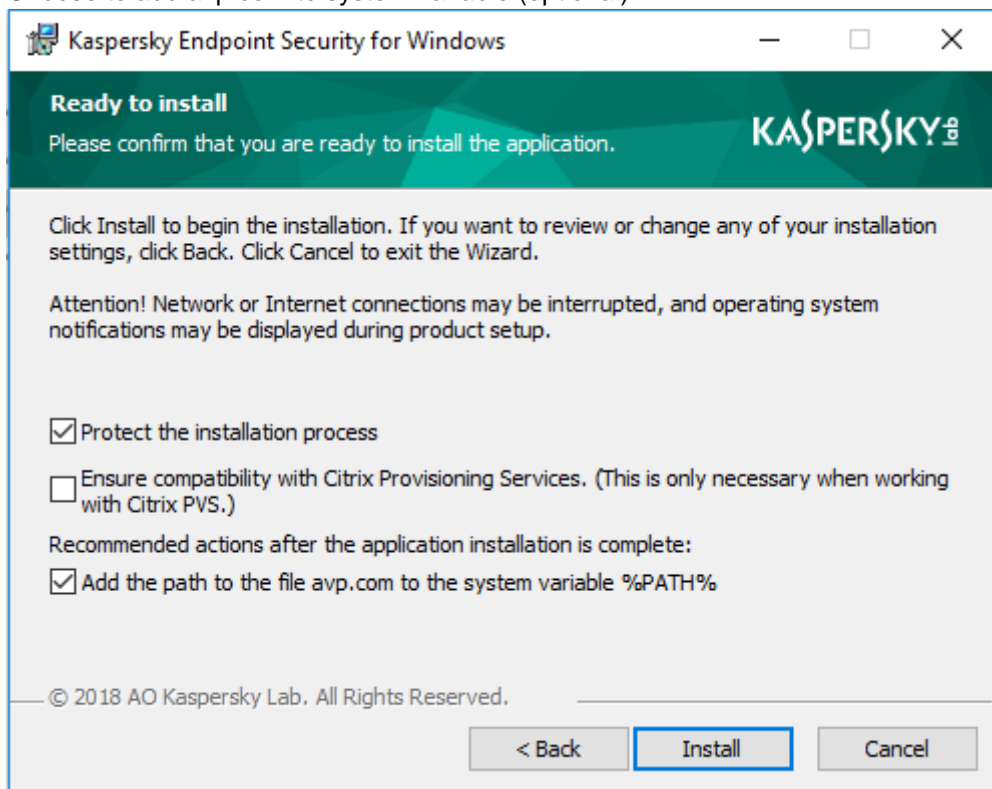 Kaspersky Endpoint Security for Windows
Ready to install
Please confirm that you are ready to install the application.
KASPERSKY lab
Click Install to begin the installation. If you want to review or change any of your installation
settings, click Back. Click Cancel to exit the Wizard.
Attention! Network or Internet connections may be interrupted, and operating system
notifications may be displayed during product setup.
Protect the installation process
Ensure compatibility with Citrix Provisioning Services. (This is only necessary when working
with Citrix PVS.)
Recommended actions after the application installation is complete:
Add the path to the file avp.com to the system variable %PATH%
© 2018 AO Kaspersky Lab. All Rights Reserved.
< Back Install Cancel